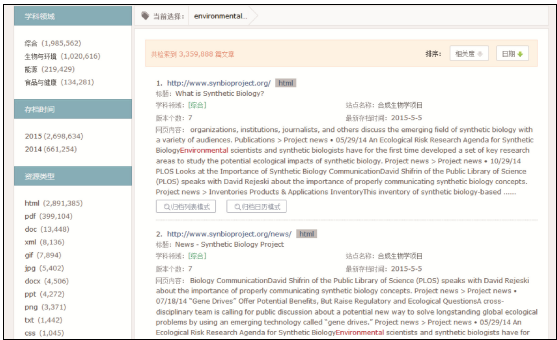 学科领域
综合 (1,985,562)
生物与环境 (1,020,616)
能源 (219,429)
食品与健康 (134,281)
存档时间
2015 (2,698,634)
2014 (661,254)
资源类型
html (2,891,385)
pdf (399,104)
doc (13,448)
xml (8,136)
gif (7,894)
jpg (5,402)
docx (4,506)
ppt (4,272)
png (3,371)
txt (1,442)
css (1,045)
当前选择: environmental...
共检索到 3,359,888 篇文章
排序: 相关度 日期
1. http://www.synbioproject.org/ html
标题: What is Synthetic Biology?
学科领域: [综合] 站点名称: 合成生物学项目
版本个数: 7 最新存档时间: 2015-5-5
网页内容: organizations, institutions, journalists, and others discuss the emerging field of synthetic biology with
a variety of audiences. Publications > Project news • 05/29/14 An Ecological Risk Research Agenda for Synthetic
BiologyEnvironmental scientists and synthetic biologists have for the first time developed a set of key research
areas to study the potential ecological impacts of synthetic biology. Project news > Project news • 10/29/14
PLOS Looks at the Importance of Synthetic Biology CommunicationDavid Shifrin of the Public Library of Science
(PLOS) speaks with David Rejeski about the importance of properly communicating synthetic biology concepts.
Project news > Inventories Products & Applications InventoryThis inventory of synthetic biology-based ......
归档列表模式 归档日历模式
2. http://www.synbioproject.org/news/ html
标题: News - Synthetic Biology Project
学科领域: [综合] 站点名称: 合成生物学项目
版本个数: 7 最新存档时间: 2015-5-5
网页内容: Biology CommunicationDavid Shifrin of the Public Library of Science (PLOS) speaks with David Rejeski
about the importance of properly communicating synthetic biology concepts. Project news > Project news •
07/18/14 "Gene Drives" Offer Potential Benefits, But Raise Regulatory and Ecological QuestionsA cross-
disciplinary team is calling for public discussion about a potential new way to solve longstanding global ecological
problems by using an emerging technology called "gene drives." Project news > Project news • 05/29/14 An
Ecological Risk Research Agenda for Synthetic BiologyEnvironmental scientists and synthetic biologists have for